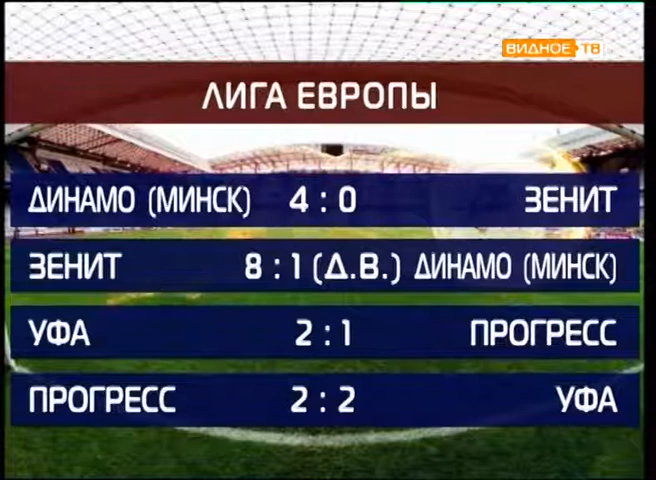 ВИДНОЕ ТВ
ЛИГА ЕВРОПЫ
ДИНАМО (МИНСК) 4 : 0 ЗЕНИТ
ЗЕНИТ 8 : 1 (Д.В.) ДИНАМО (МИНСК)
УФА 2 : 1 ПРОГРЕСС
ПРОГРЕСС 2 : 2 УФА